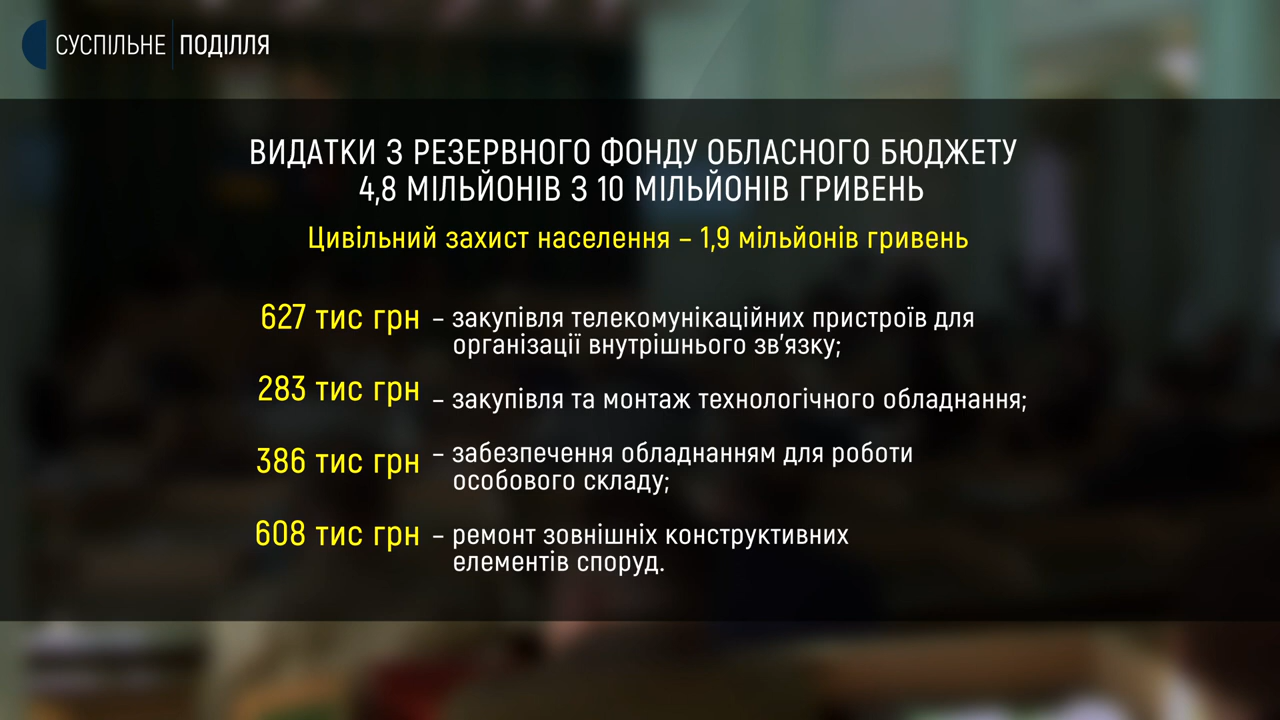 СУСПІЛЬНЕ ПОДІЛЛЯ
ВИДАТКИ З РЕЗЕРВНОГО ФОНДУ ОБЛАСНОГО БЮДЖЕТУ
4,8 МІЛЬЙОНІВ З 10 МІЛЬЙОНІВ ГРИВЕНЬ
Цивільний захист населення – 1,9 мільйонів гривень
627 тис грн – закупівля телекомунікаційних пристроїв для
організації внутрішнього зв'язку;
283 тис грн – закупівля та монтаж технологічного обладнання;
386 тис грн – забезпечення обладнанням для роботи
особового складу;
608 тис грн – ремонт зовнішніх конструктивних
елементів споруд.